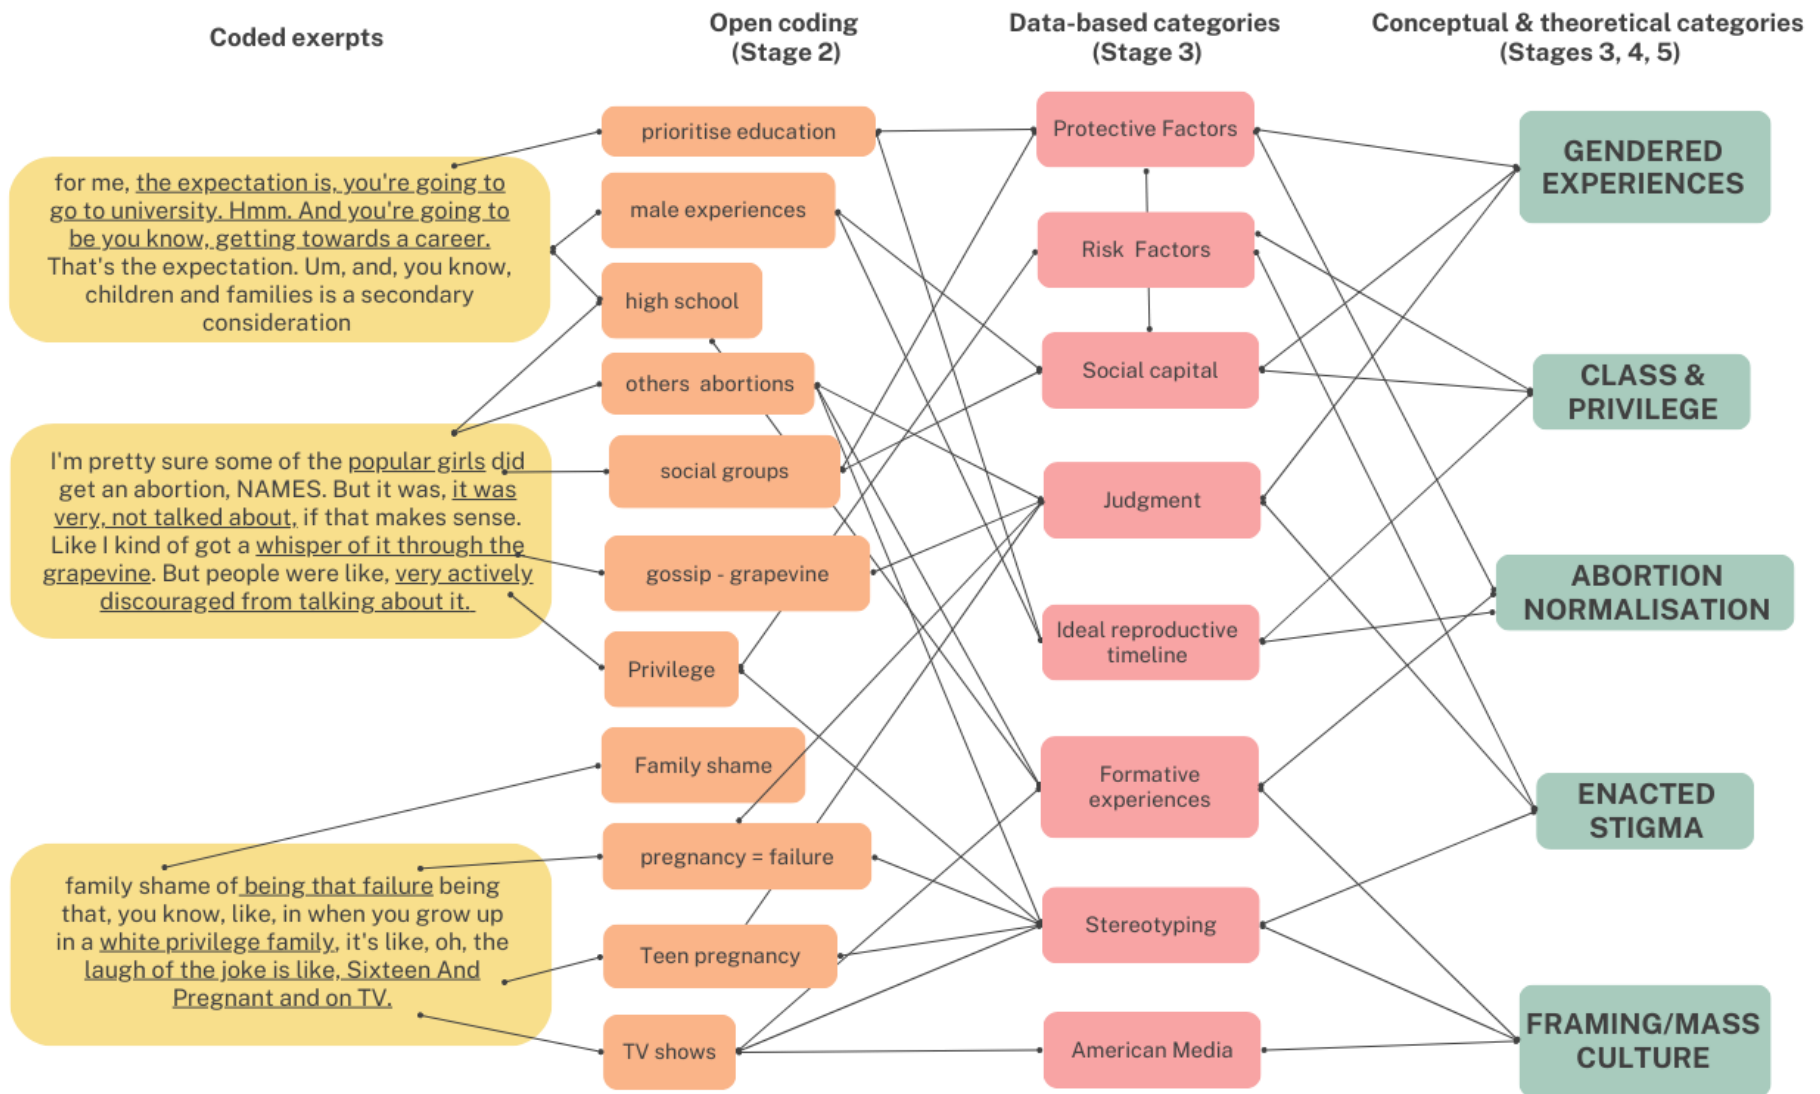 Coded exerpts
Open coding
(Stage 2)
Data-based categories
(Stage 3)
Conceptual & theoretical categories
(Stages 3, 4, 5)
for me, the expectation is, you're going to
go to university. Hmm. And you're going to
be you know, getting towards a career.
That's the expectation. Um, and, you know,
children and families is a secondary
consideration
I'm pretty sure some of the popular girls did
get an abortion, NAMES. But it was, it was
very, not talked about, if that makes sense.
Like I kind of got a whisper of it through the
grapevine. But people were like, very actively
discouraged from talking about it.
family shame of being that failure being
that, you know, like, in when you grow up
in a white privilege family, it's like, oh, the
laugh of the joke is like, Sixteen And
Pregnant and on TV.
prioritise education
male experiences
high school
others abortions
social groups
gossip - grapevine
Privilege
Family shame
pregnancy = failure
Teen pregnancy
TV shows
Protective Factors
Risk Factors
Social capital
Judgment
Ideal reproductive
timeline
Formative
experiences
Stereotyping
American Media
GENDERED
EXPERIENCES
CLASS &
PRIVILEGE
ABORTION
NORMALISATION
ENACTED
STIGMA
FRAMING/MASS
CULTURE